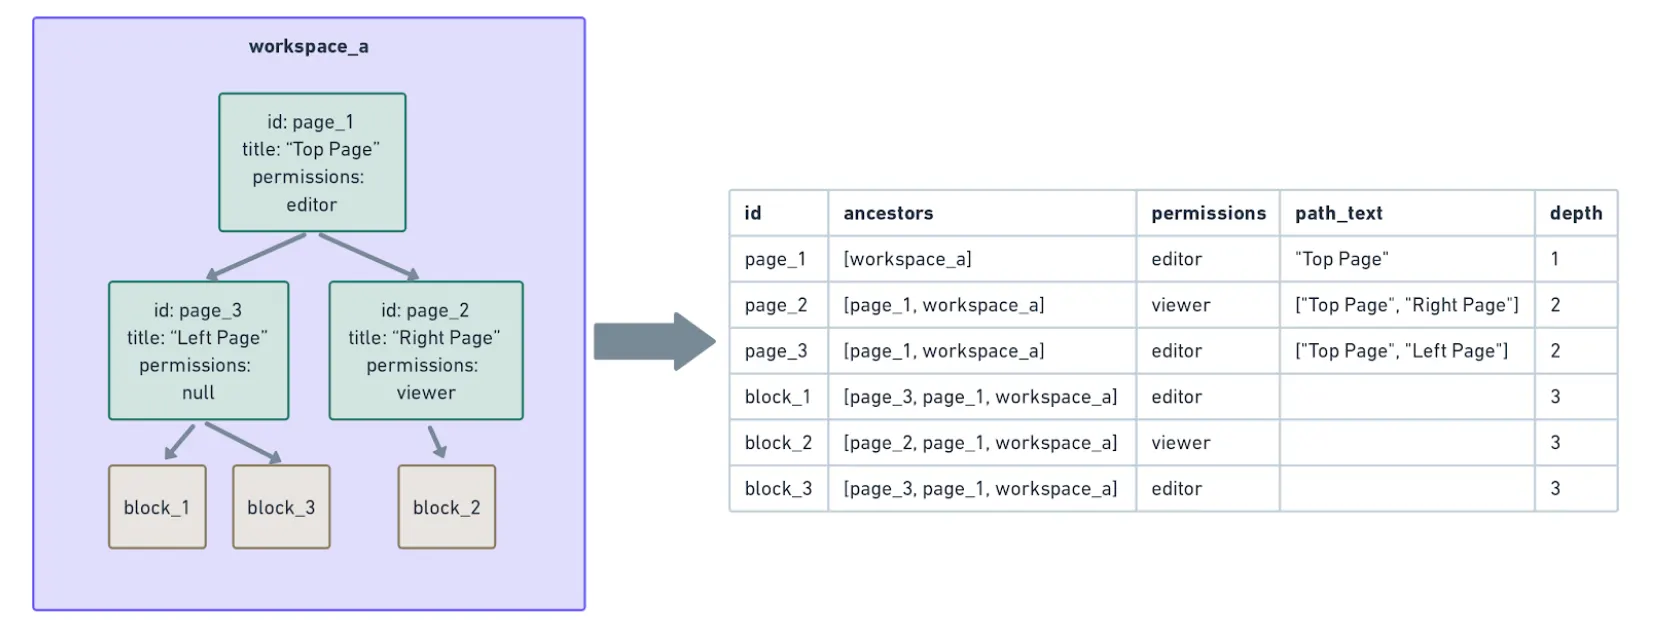 workspace_a
id: page_1
title: “Top Page”
permissions:
editor
id: page_3
title: “Left Page”
permissions:
null
id: page_2
title: “Right Page”
permissions:
viewer
block_1
block_3
block_2
id ancestors permissions path_text depth
page_1 [workspace_a] editor "Top Page" 1
page_2 [page_1, workspace_a] viewer ["Top Page", "Right Page"] 2
page_3 [page_1, workspace_a] editor ["Top Page", "Left Page"] 2
block_1 [page_3, page_1, workspace_a] editor 3
block_2 [page_2, page_1, workspace_a] viewer 3
block_3 [page_3, page_1, workspace_a] editor 3